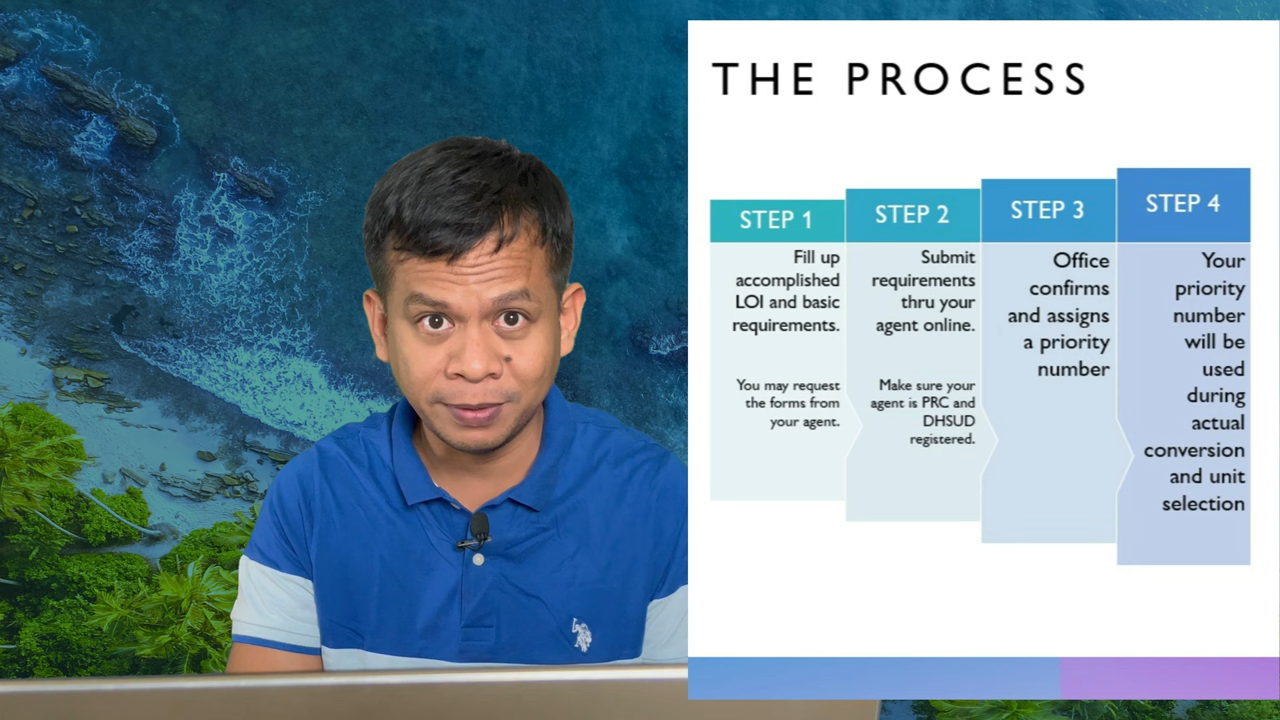 THE PROCESS
STEP 1
Fill up
accomplished
LOI and basic
requirements.
You may request
the forms from
your agent.
STEP 2
Submit
requirements
thru your
agent online.
Make sure your
agent is PRC and
DHSUD
registered.
STEP 3
Office
confirms
and assigns
a priority
number
STEP 4
Your
priority
number
will be
used
during
actual
conversion
and unit
selection